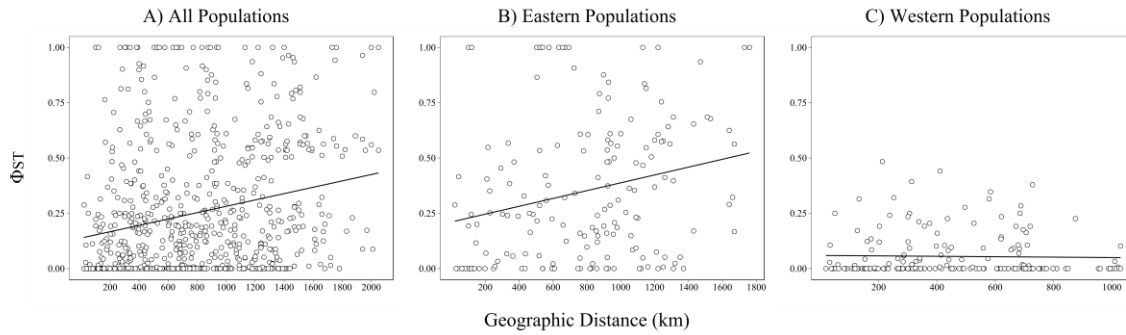 A) All Populations
B) Eastern Populations
C) Western Populations
ΦST
1.00
0.75
0.50
0.25
0.00
200 400 600 800 1000 1200 1400 1600 1800 2000
1.00
0.75
0.50
0.25
0.00
200 400 600 800 1000 1200 1400 1600 1800
1.00
0.75
0.50
0.25
0.00
200 400 600 800 1000
Geographic Distance (km)